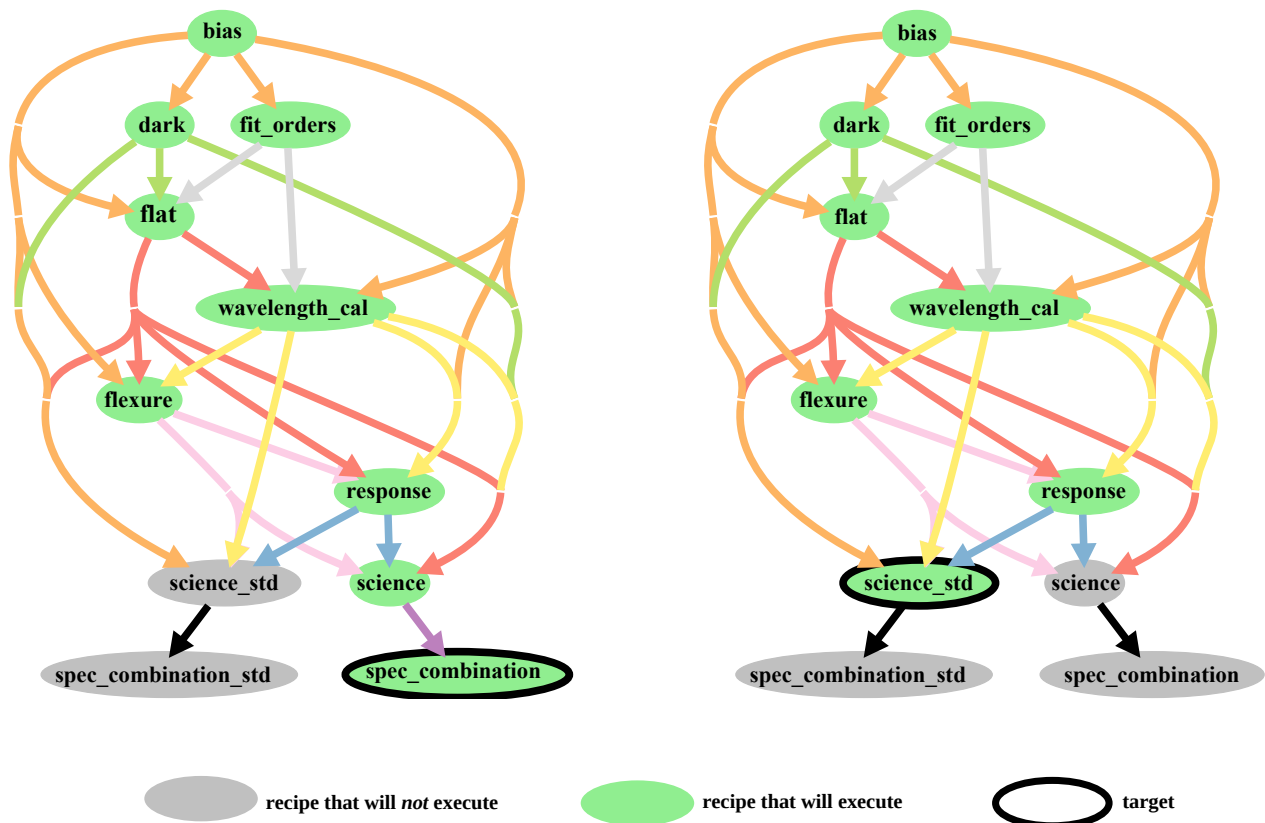 bias
dark
fit_orders
flat
wavelength_cal
flexure
response
science_std
science
spec_combination_std
spec_combination
bias
dark
fit_orders
flat
wavelength_cal
flexure
response
science_std
science
spec_combination_std
spec_combination
recipe that will not execute
recipe that will execute
target